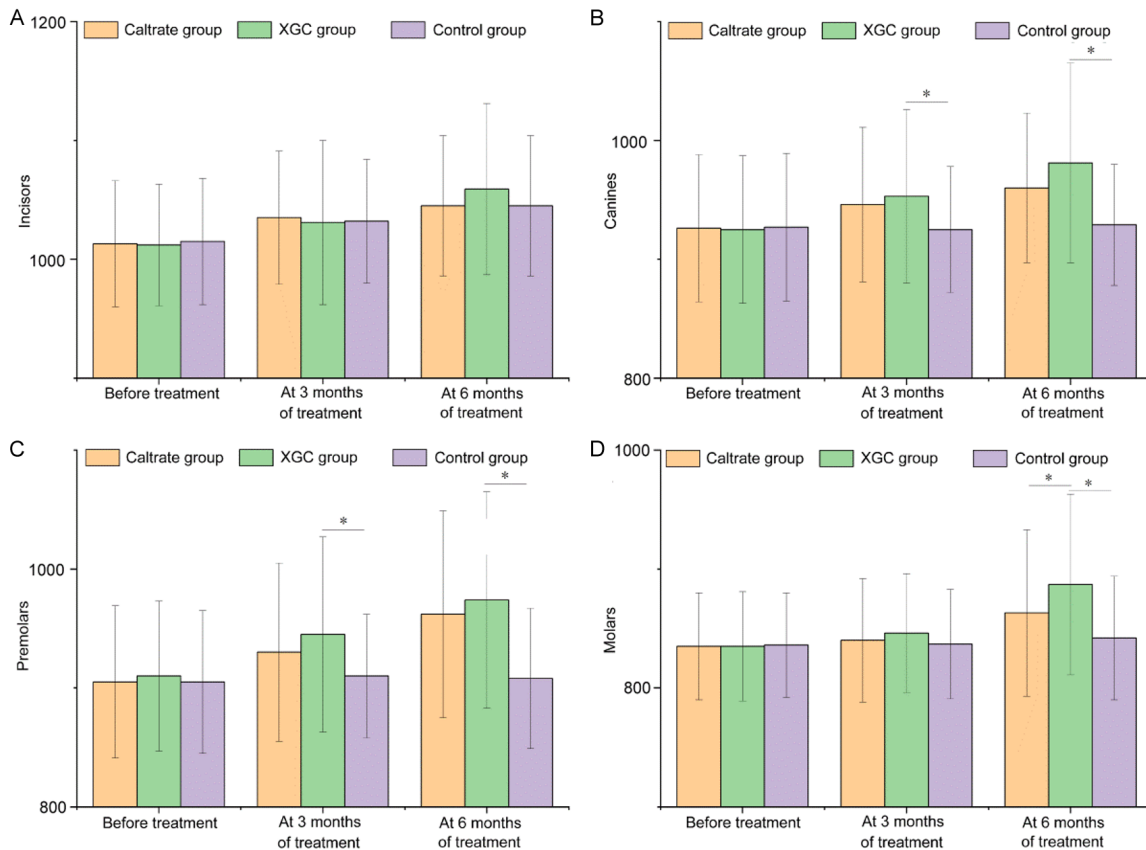 A
Caltrate group XGC group Control group
1200
1000
Incisors
Before treatment
At 3 months
of treatment
At 6 months
of treatment
B
Caltrate group XGC group Control group
*
*
1000
800
Canines
Before treatment
At 3 months
of treatment
At 6 months
of treatment
C
Caltrate group XGC group Control group
*
*
1000
800
Premolars
Before treatment
At 3 months
of treatment
At 6 months
of treatment
D
1000
Caltrate group XGC group Control group
* *
800
Molars
Before treatment
At 3 months
of treatment
At 6 months
of treatment